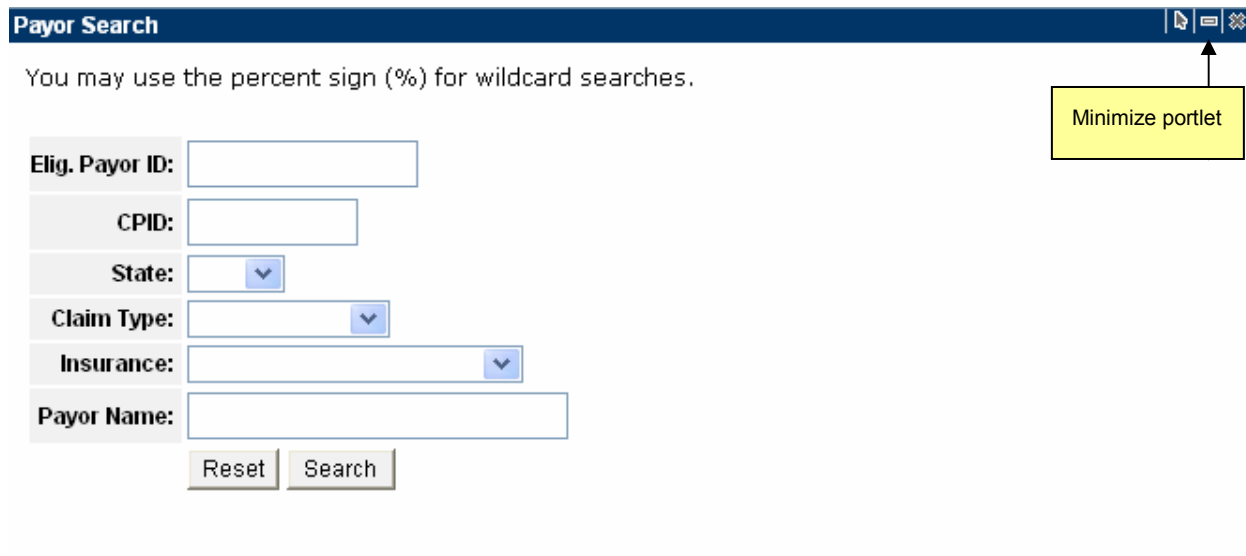 Payor Search
You may use the percent sign (%) for wildcard searches.
Minimize portlet
Elig. Payor ID:
CPID:
State:
Claim Type:
Insurance:
Payor Name:
Reset Search